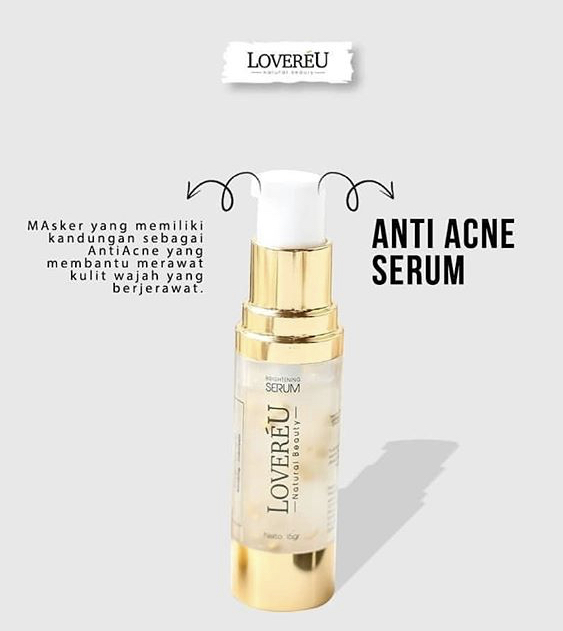 LOVERÉU
natural beauty
MAsker yang memiliki
kandungan sebagai
AntiAcne yang
membantu merawat
kulit wajah yang
berjerawat.
ANTI ACNE
SERUM
BRIGHTENING
SERUM
LOVERÉU
Natural Beauty
Netto 15gr